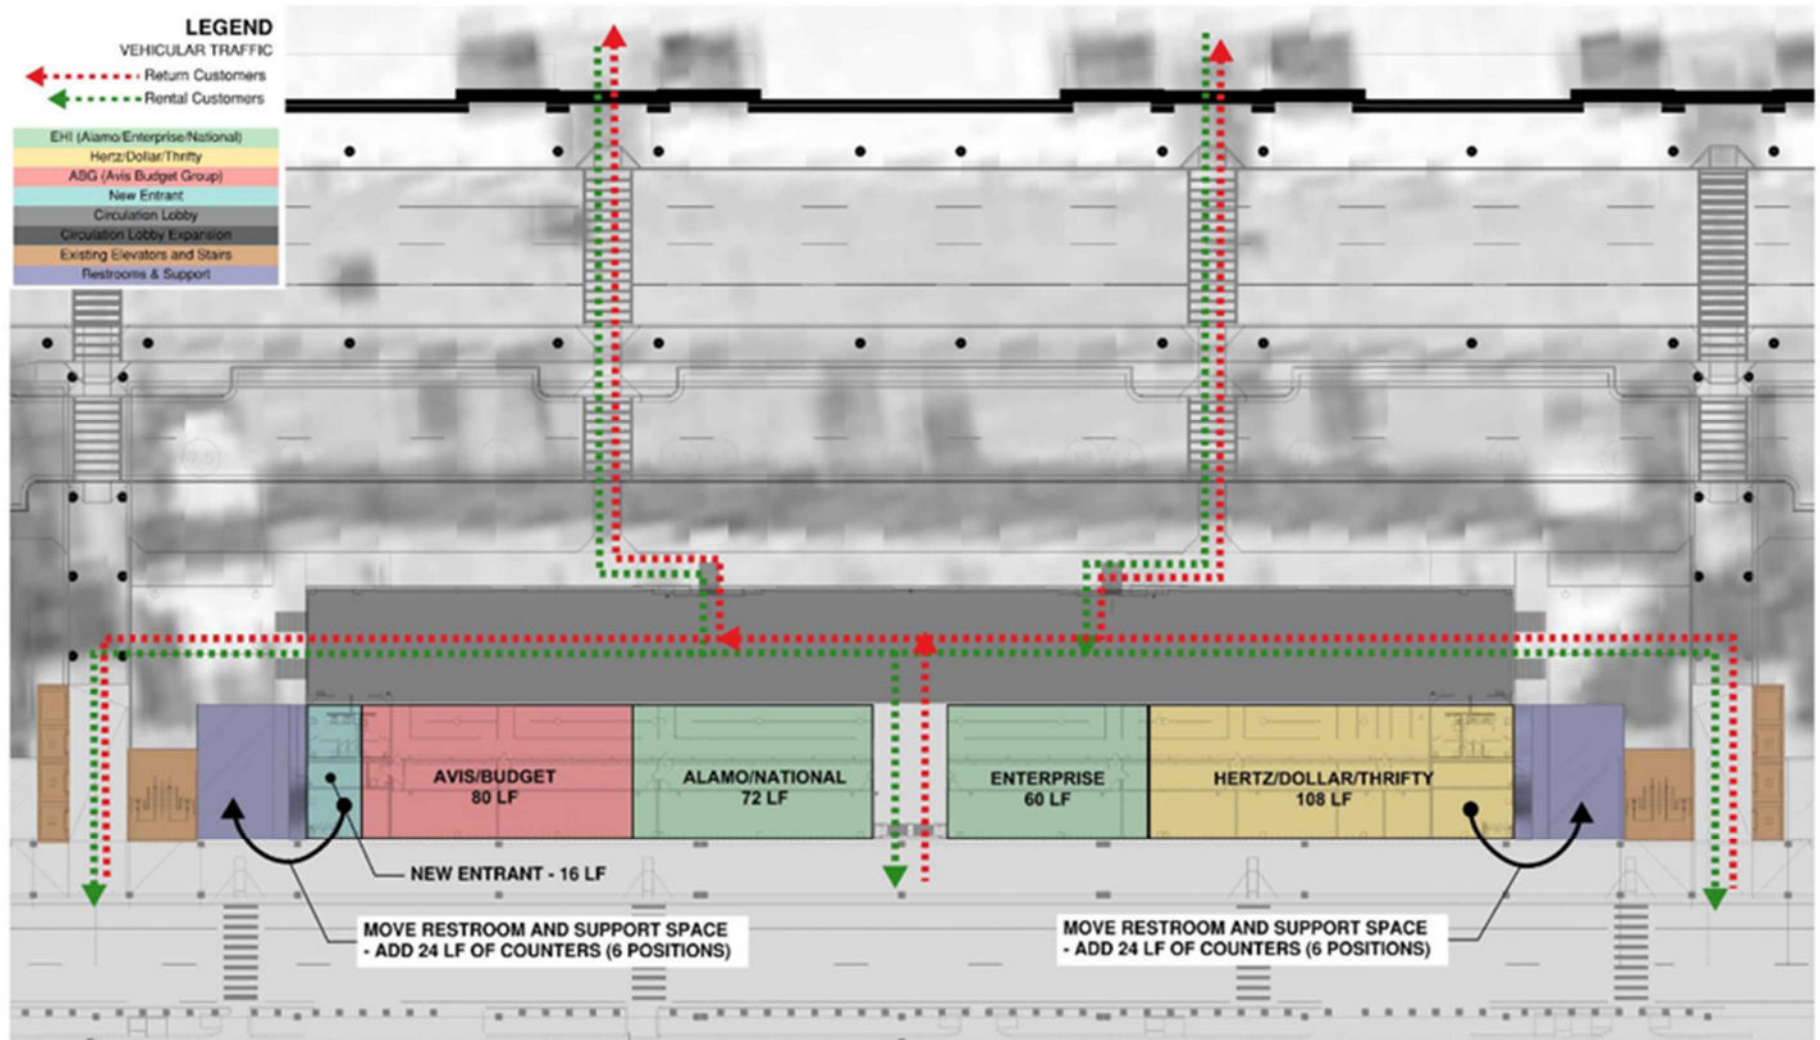 LEGEND
VEHICULAR TRAFFIC
Return Customers
Rental Customers
EHI (Alamo/Enterprise/National)
Hertz/Dollar/Thrifty
ABG (Avis Budget Group)
New Entrant
Circulation Lobby
Circulation Lobby Expansion
Existing Elevators and Stairs
Restrooms & Support
AVIS/BUDGET
80 LF
ALAMO/NATIONAL
72 LF
ENTERPRISE
60 LF
HERTZ/DOLLAR/THRIFTY
108 LF
NEW ENTRANT - 16 LF
MOVE RESTROOM AND SUPPORT SPACE
- ADD 24 LF OF COUNTERS (6 POSITIONS)
MOVE RESTROOM AND SUPPORT SPACE
- ADD 24 LF OF COUNTERS (6 POSITIONS)